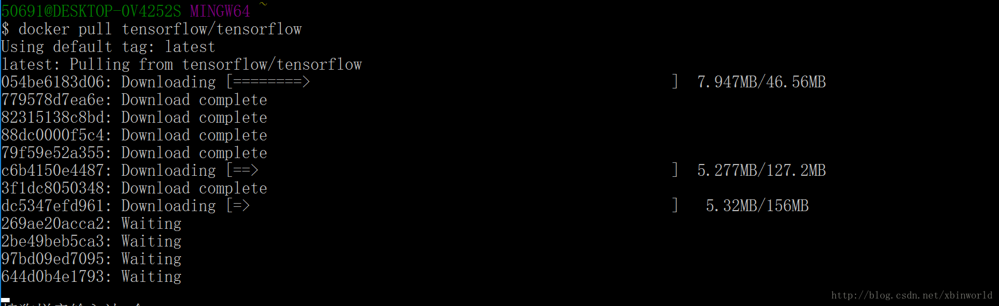 50691@DESKTOP-0V4252S MINGW64 ~
$ docker pull tensorflow/tensorflow
Using default tag: latest
latest: Pulling from tensorflow/tensorflow
054be6183d06: Downloading [========>                                          ]  7.947MB/46.56MB
779578d7ea6e: Download complete
82315138c8bd: Download complete
88dc0000f5c4: Download complete
79f59e52a355: Download complete
c6b4150e4487: Downloading [==>                                                ]  5.277MB/127.2MB
3f1dc8050348: Download complete
dc5347efd961: Downloading [=>                                                 ]   5.32MB/156MB
269ae20acca2: Waiting
2be49beb5ca3: Waiting
97bd09ed7095: Waiting
644d0b4e1793: Waiting
http://blog.csdn.net/xbinworld